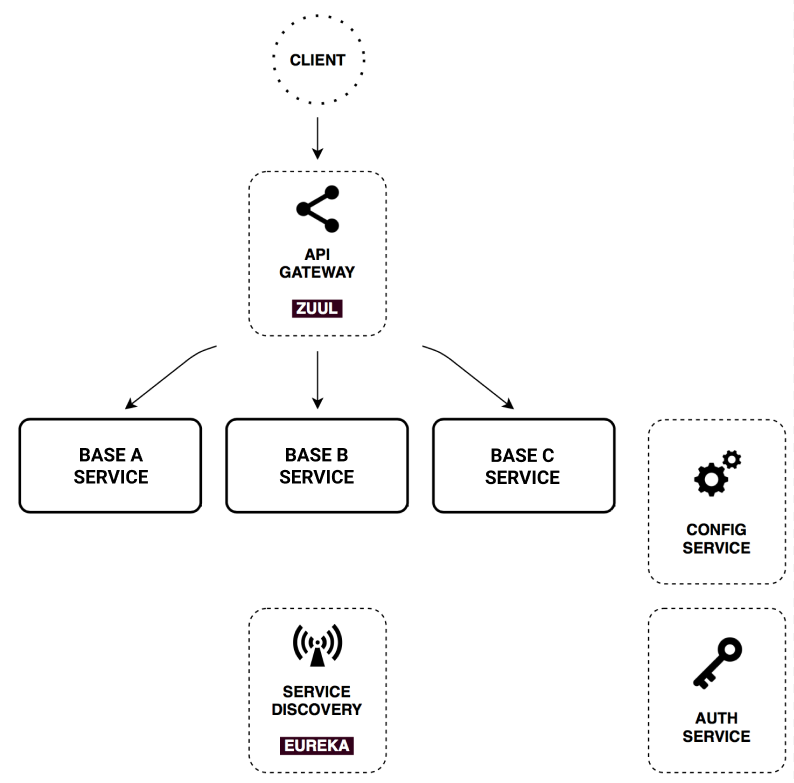 CLIENT
API
GATEWAY
ZUUL
BASE A
SERVICE
BASE B
SERVICE
BASE C
SERVICE
CONFIG
SERVICE
SERVICE
DISCOVERY
EUREKA
AUTH
SERVICE